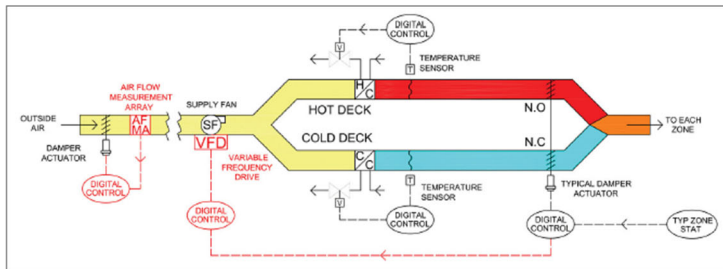 DIGITAL
CONTROL
V
TEMPERATURE
SENSOR
T
AIR FLOW
MEASUREMENT
ARRAY
SUPPLY FAN
H
C
HOT DECK
N.O
OUTSIDE
AIR
AF
MA
SF
TO EACH
ZONE
VFD
COLD DECK
N.C
DAMPER
ACTUATOR
VARIABLE
FREQUENCY
DRIVE
C
C
DIGITAL
CONTROL
T
TEMPERATURE
SENSOR
TYPICAL DAMPER
ACTUATOR
V
DIGITAL
CONTROL
DIGITAL
CONTROL
DIGITAL
CONTROL
TYP ZONE
STAT